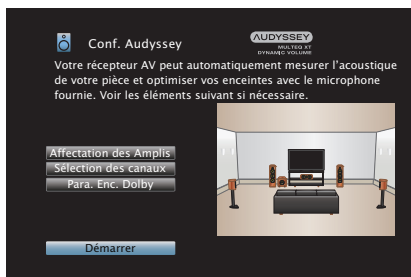 Conf. Audyssey
AUDYSSEY
MULTEQ XT
DYNAMIC VOLUME
Votre récepteur AV peut automatiquement mesurer l'acoustique
de votre pièce et optimiser vos enceintes avec le microphone
fournie. Voir les éléments suivant si nécessaire.
Affectation des Amplis
Sélection des canaux
Para. Enc. Dolby
Démarrer